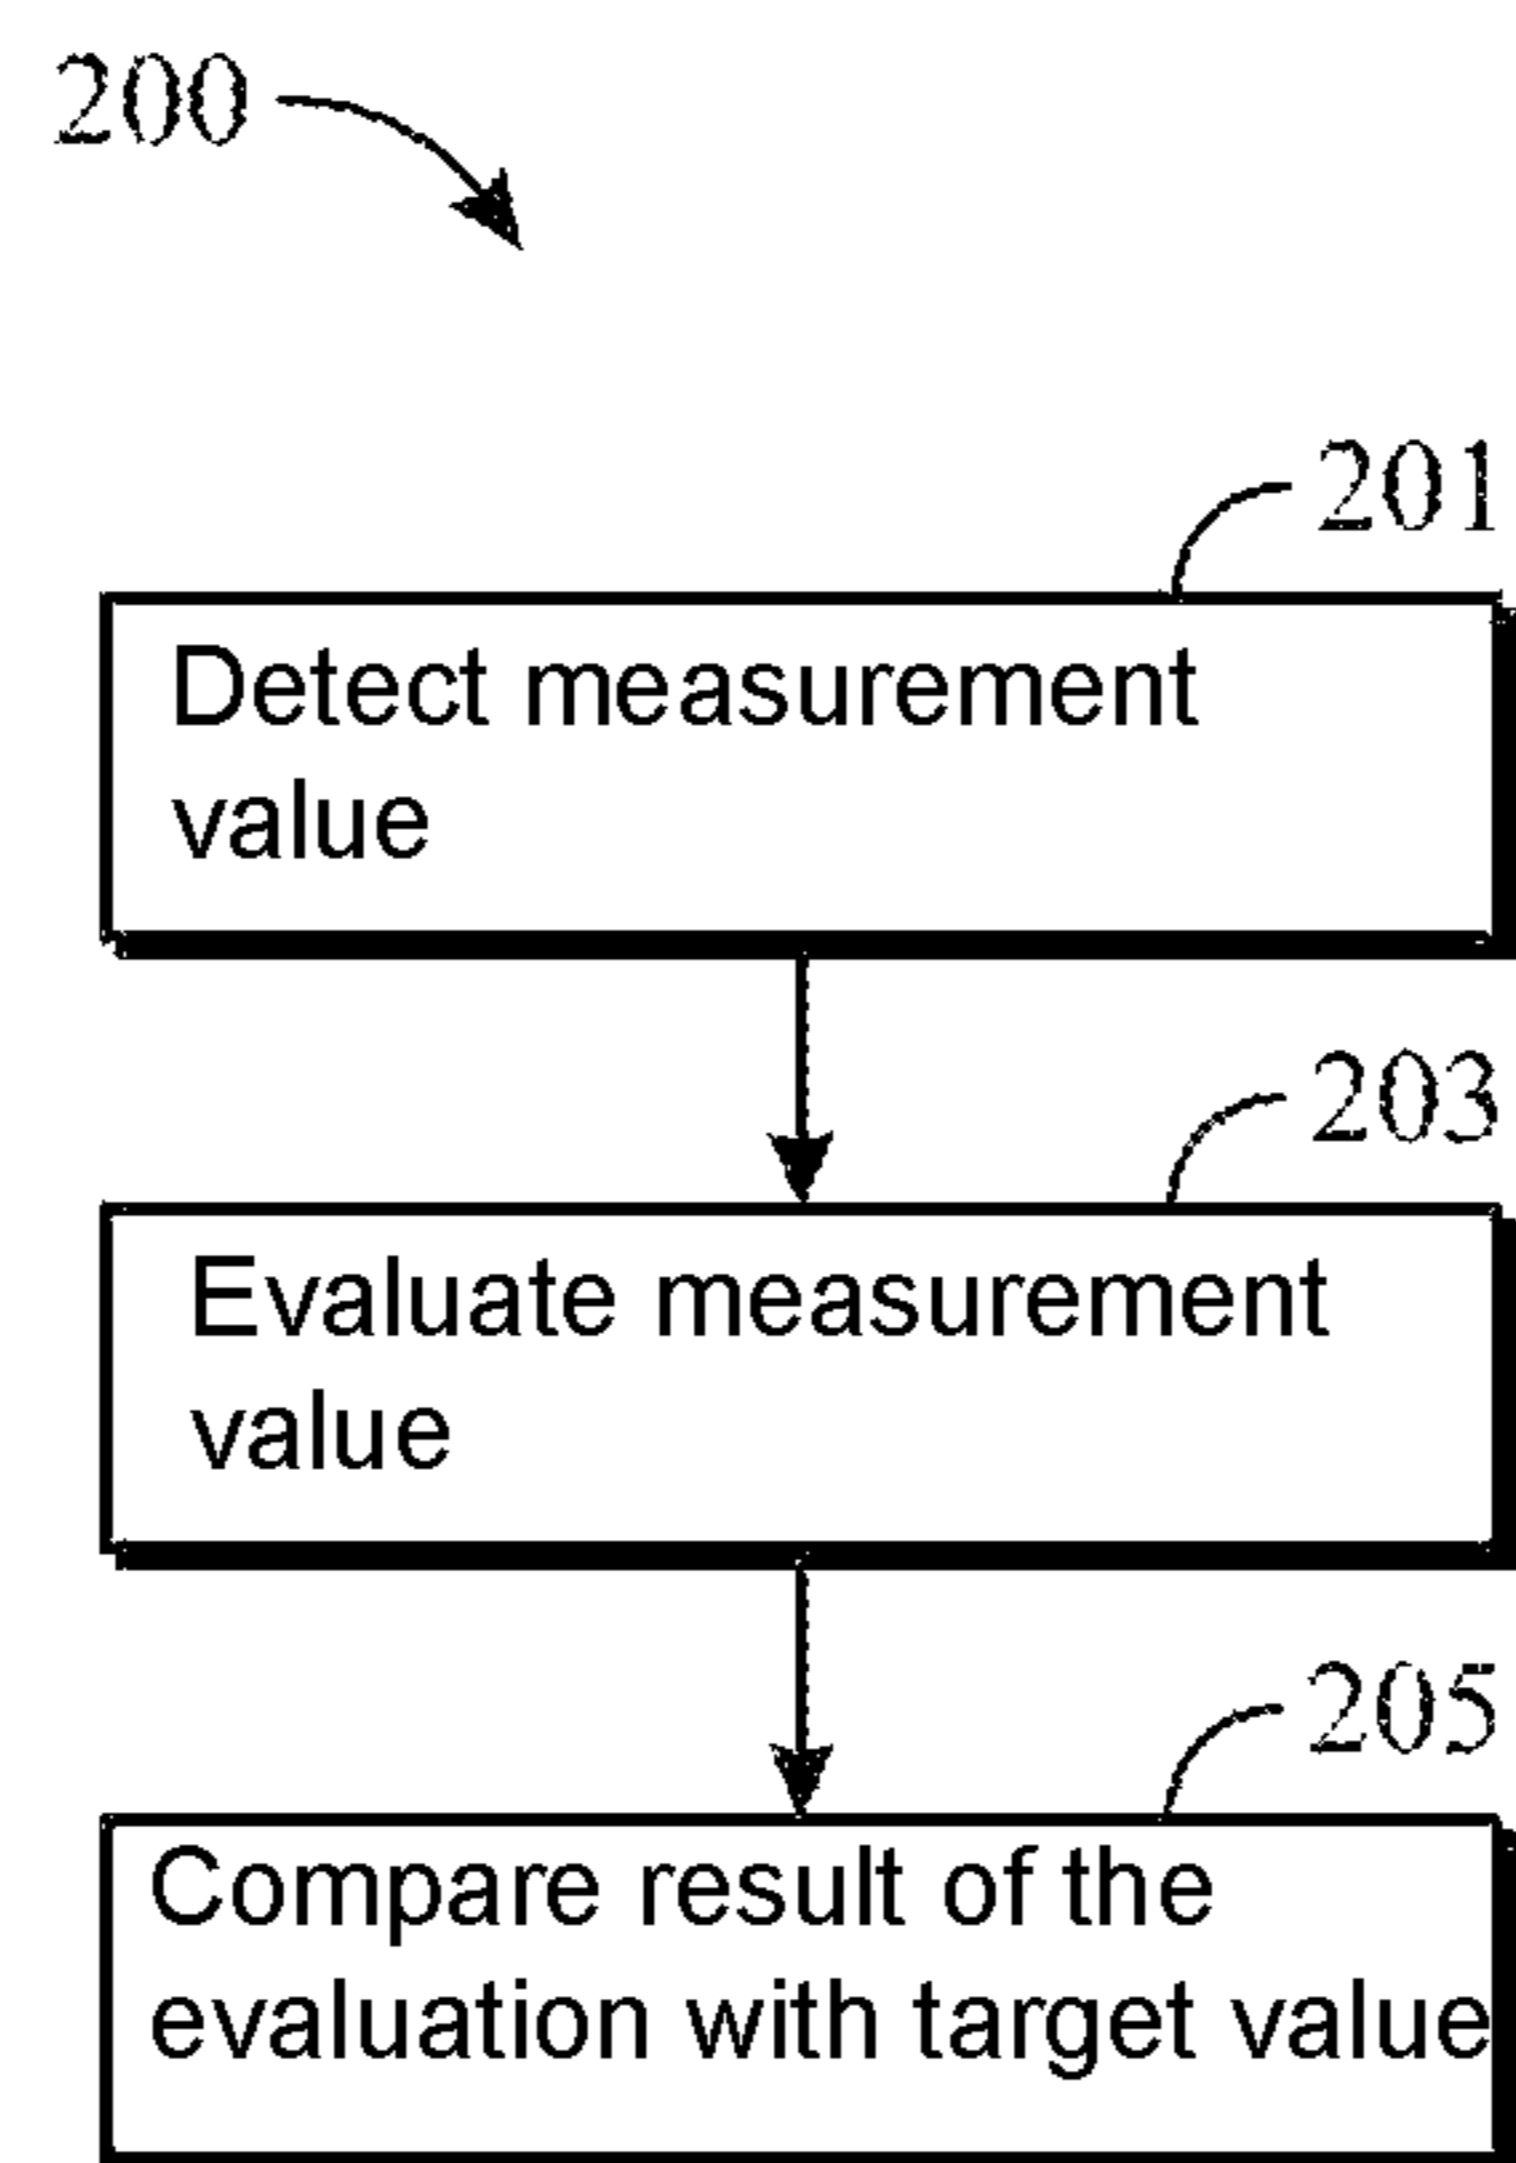 200
201
Detect measurement
value
203
Evaluate measurement
value
205
Compare result of the
evaluation with target value